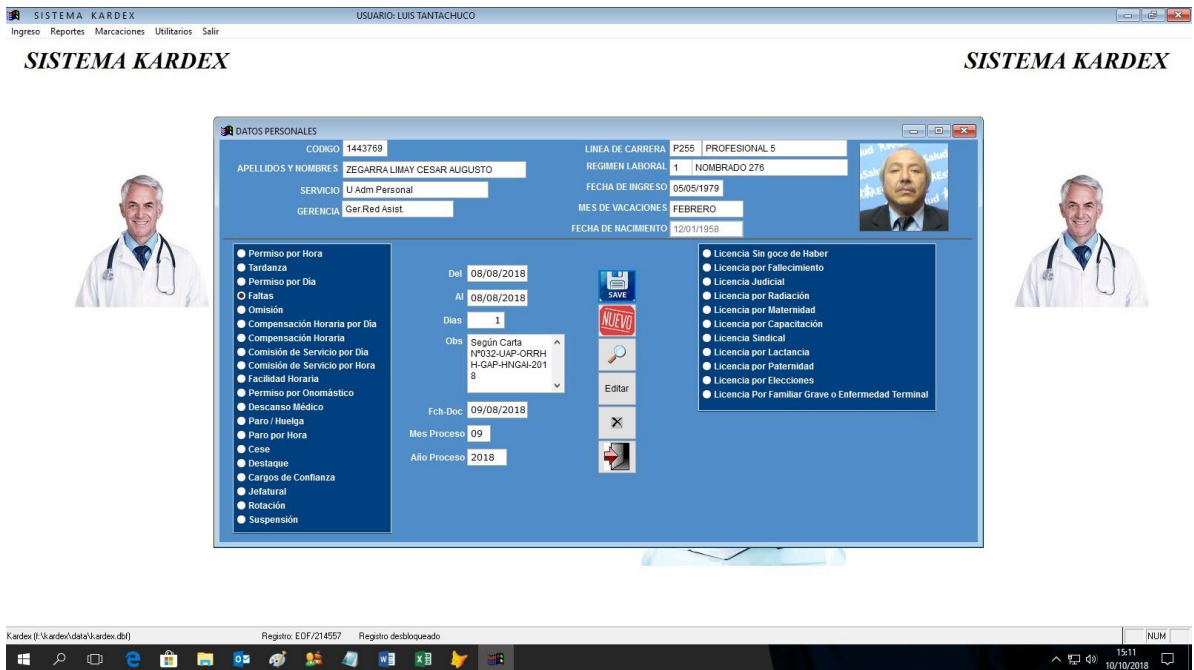 SISTEMA KARDEX USUARIO: LUIS TANTACHUCO
Ingreso Reportes Marcaciones Utilitarios Salir
SISTEMA KARDEX
SISTEMA KARDEX
DATOS PERSONALES
CODIGO 1443769
APELLIDOS Y NOMBRES ZEGARRA LIMAY CESAR AUGUSTO
SERVICIO U Adm Personal
GERENCIA Ger.Red Asist.
LINEA DE CARRERA P255 PROFESIONAL 5
REGIMEN LABORAL 1 NOMBRADO 276
FECHA DE INGRESO 05/05/1979
MES DE VACACIONES FEBRERO
FECHA DE NACIMIENTO 12/01/1958
Permiso por Hora
Tardanza
Permiso por Día
Faltas
Omisión
Compensación Horaria por Día
Compensación Horaria
Comisión de Servicio por Día
Comisión de Servicio por Hora
Facilidad Horaria
Permiso por Onomástico
Descanso Médico
Paro / Huelga
Paro por Hora
Cese
Destaque
Cargos de Confianza
Jefatural
Rotación
Suspensión
Del 08/08/2018
Al 08/08/2018
Dias 1
Obs Según Carta
Nº032-UAP-ORRH
H-GAP-HNGAI-201
8
Fch-Doc 09/08/2018
Mes Proceso 09
Año Proceso 2018
SAVE
NUEVO
Editar
Licencia Sin goce de Haber
Licencia por Fallecimiento
Licencia Judicial
Licencia por Radiación
Licencia por Maternidad
Licencia por Capacitación
Licencia Sindical
Licencia por Lactancia
Licencia por Paternidad
Licencia por Elecciones
Licencia Por Familiar Grave o Enfermedad Terminal
Kardex (f:\kardex\data\kardex.dbf) Registro: EOF/214557 Registro desbloqueado NUM
15:11
10/10/2018